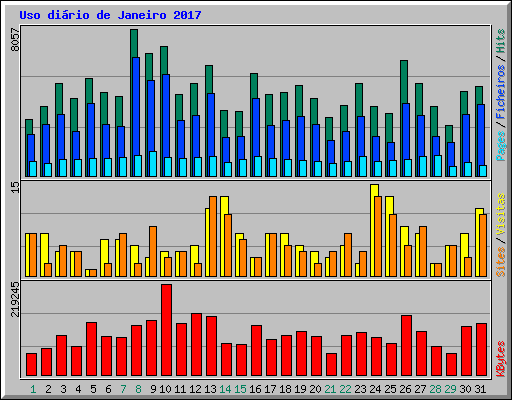 Uso diário de Janeiro 2017
8057
Pages / Ficheiros / Hits
15
Sites / Visitas
219245
KBytes
1 2 3 4 5 6 7 8 9 10 11 12 13 14 15 16 17 18 19 20 21 22 23 24 25 26 27 28 29 30 31